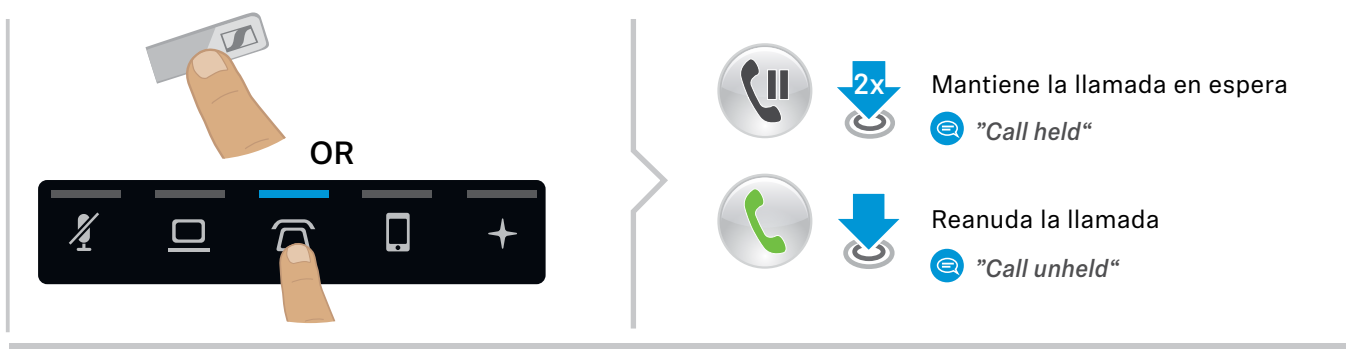 OR
2x
Mantiene la llamada en espera
”Call held“
Reanuda la llamada
”Call unheld“